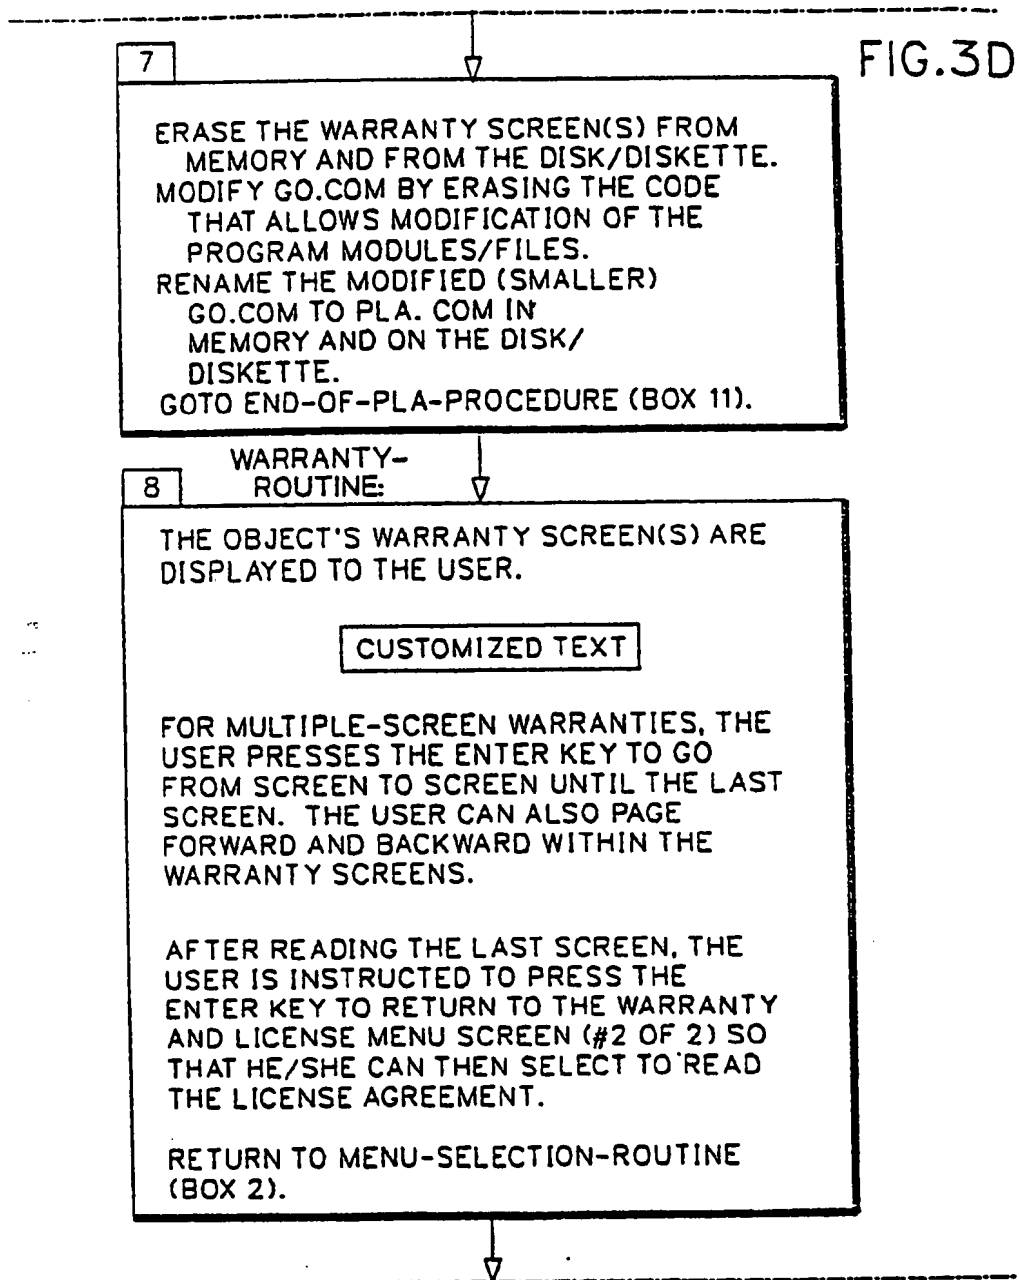 FIG.3D
7
ERASE THE WARRANTY SCREEN(S) FROM
MEMORY AND FROM THE DISK/DISKETTE.
MODIFY GO.COM BY ERASING THE CODE
THAT ALLOWS MODIFICATION OF THE
PROGRAM MODULES/FILES.
RENAME THE MODIFIED (SMALLER)
GO.COM TO PLA. COM IN
MEMORY AND ON THE DISK/
DISKETTE.
GOTO END-OF-PLA-PROCEDURE (BOX 11).
WARRANTY-
ROUTINE:
8
THE OBJECT'S WARRANTY SCREEN(S) ARE
DISPLAYED TO THE USER.
CUSTOMIZED TEXT
FOR MULTIPLE-SCREEN WARRANTIES, THE
USER PRESSES THE ENTER KEY TO GO
FROM SCREEN TO SCREEN UNTIL THE LAST
SCREEN. THE USER CAN ALSO PAGE
FORWARD AND BACKWARD WITHIN THE
WARRANTY SCREENS.
AFTER READING THE LAST SCREEN, THE
USER IS INSTRUCTED TO PRESS THE
ENTER KEY TO RETURN TO THE WARRANTY
AND LICENSE MENU SCREEN (#2 OF 2) SO
THAT HE/SHE CAN THEN SELECT TO READ
THE LICENSE AGREEMENT.
RETURN TO MENU-SELECTION-ROUTINE
(BOX 2).